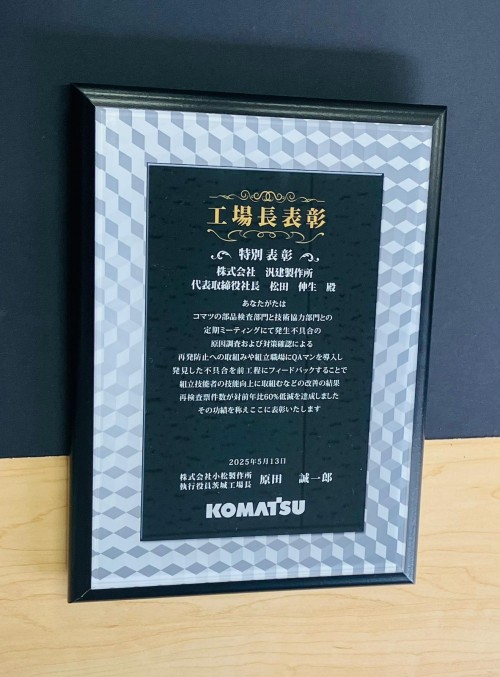 工場長表彰
特別表彰
株式会社 汎建製作所
代表取締役社長 松田 伸生 殿
あなたがたは
コマツの部品検査部門と技術協力部門との
定期ミーティングにて発生不具合の
原因調査および対策確認による
再発防止への取組みや組立職場にQAマンを導入し
発見した不具合を前工程にフィードバックすることで
組立技能者の技能向上に取組むなどの改善の結果
再検査票件数が対前年比60%低減を達成しました
その功績を称えここに表彰いたします
2025年5月13日
株式会社小松製作所
執行役員茨城工場長 原田 誠一郎
KOMATSU